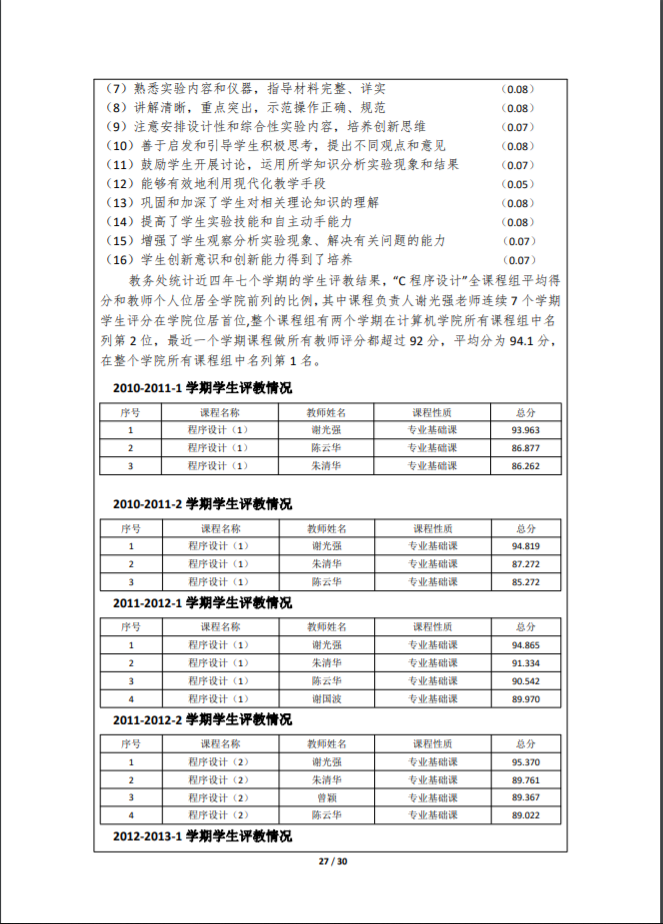 （7）熟悉实验内容和仪器，指导材料完整、详实 （0.08）
（8）讲解清晰，重点突出，示范操作正确、规范 （0.08）
（9）注意安排设计性和综合性实验内容，培养创新思维 （0.07）
（10）善于启发和引导学生积极思考，提出不同观点和意见 （0.08）
（11）鼓励学生开展讨论，运用所学知识分析实验现象和结果 （0.07）
（12）能够有效地利用现代化教学手段 （0.05）
（13）巩固和加深了学生对相关理论知识的理解 （0.08）
（14）提高了学生实验技能和自主动手能力 （0.08）
（15）增强了学生观察分析实验现象、解决有关问题的能力 （0.07）
（16）学生创新意识和创新能力得到了培养 （0.07）
教务处统计近四年七个学期的学生评教结果，“C 程序设计”全课程组平均得
分和教师个人位居全学院前列的比例，其中课程负责人谢光强老师连续 7 个学期
学生评分在学院位居首位,整个课程组有两个学期在计算机学院所有课程组中名
列第 2 位，最近一个学期课程做所有教师评分都超过 92 分，平均分为 94.1 分，
在整个学院所有课程组中名列第 1 名。
2010-2011-1 学期学生评教情况
序号 课程名称 教师姓名 课程性质 总分
1 程序设计（1） 谢光强 专业基础课 93.963
2 程序设计（1） 陈云华 专业基础课 86.877
3 程序设计（1） 朱清华 专业基础课 86.262
2010-2011-2 学期学生评教情况
序号 课程名称 教师姓名 课程性质 总分
1 程序设计（1） 谢光强 专业基础课 94.819
2 程序设计（1） 朱清华 专业基础课 87.272
3 程序设计（1） 陈云华 专业基础课 85.272
2011-2012-1 学期学生评教情况
序号 课程名称 教师姓名 课程性质 总分
1 程序设计（1） 谢光强 专业基础课 94.865
2 程序设计（1） 朱清华 专业基础课 91.334
3 程序设计（1） 陈云华 专业基础课 90.542
4 程序设计（1） 谢国波 专业基础课 89.970
2011-2012-2 学期学生评教情况
序号 课程名称 教师姓名 课程性质 总分
1 程序设计（2） 谢光强 专业基础课 95.370
2 程序设计（2） 朱清华 专业基础课 89.761
3 程序设计（2） 曾颖 专业基础课 89.367
4 程序设计（2） 陈云华 专业基础课 89.022
2012-2013-1 学期学生评教情况
27 / 30